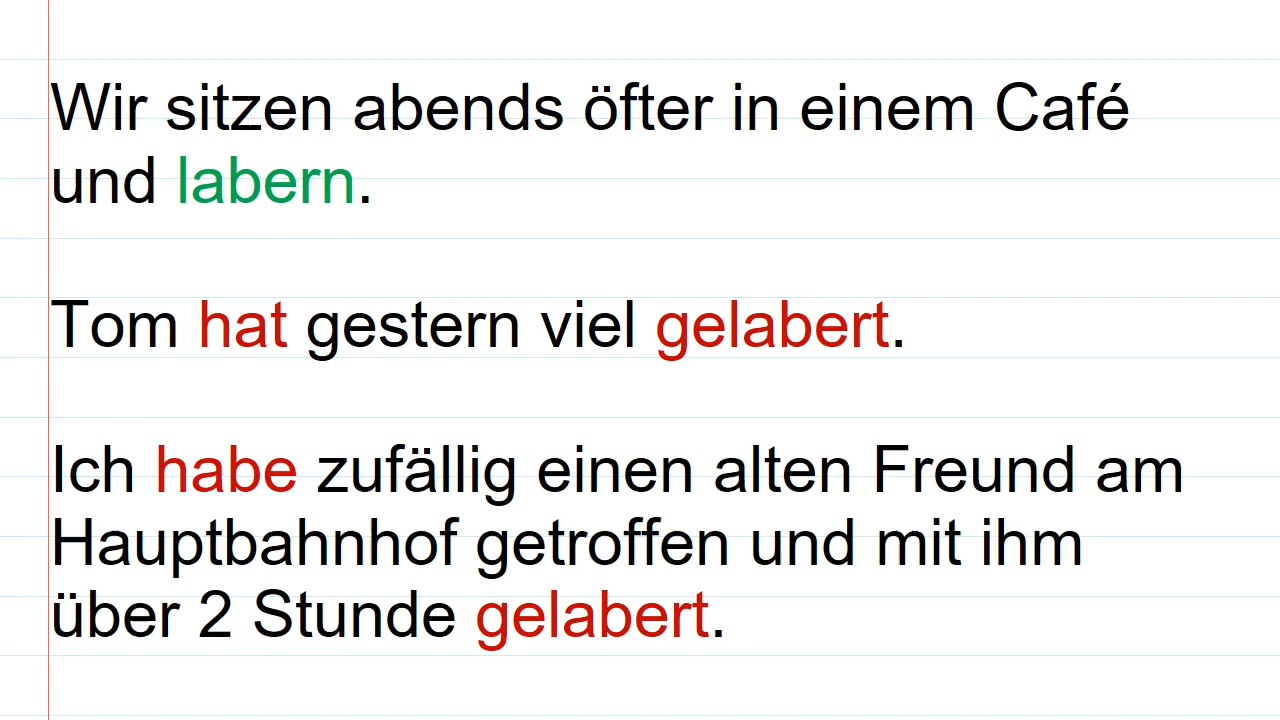 Wir sitzen abends öfter in einem Café
und labern.
Tom hat gestern viel gelabert.
Ich habe zufällig einen alten Freund am
Hauptbahnhof getroffen und mit ihm
über 2 Stunde gelabert.